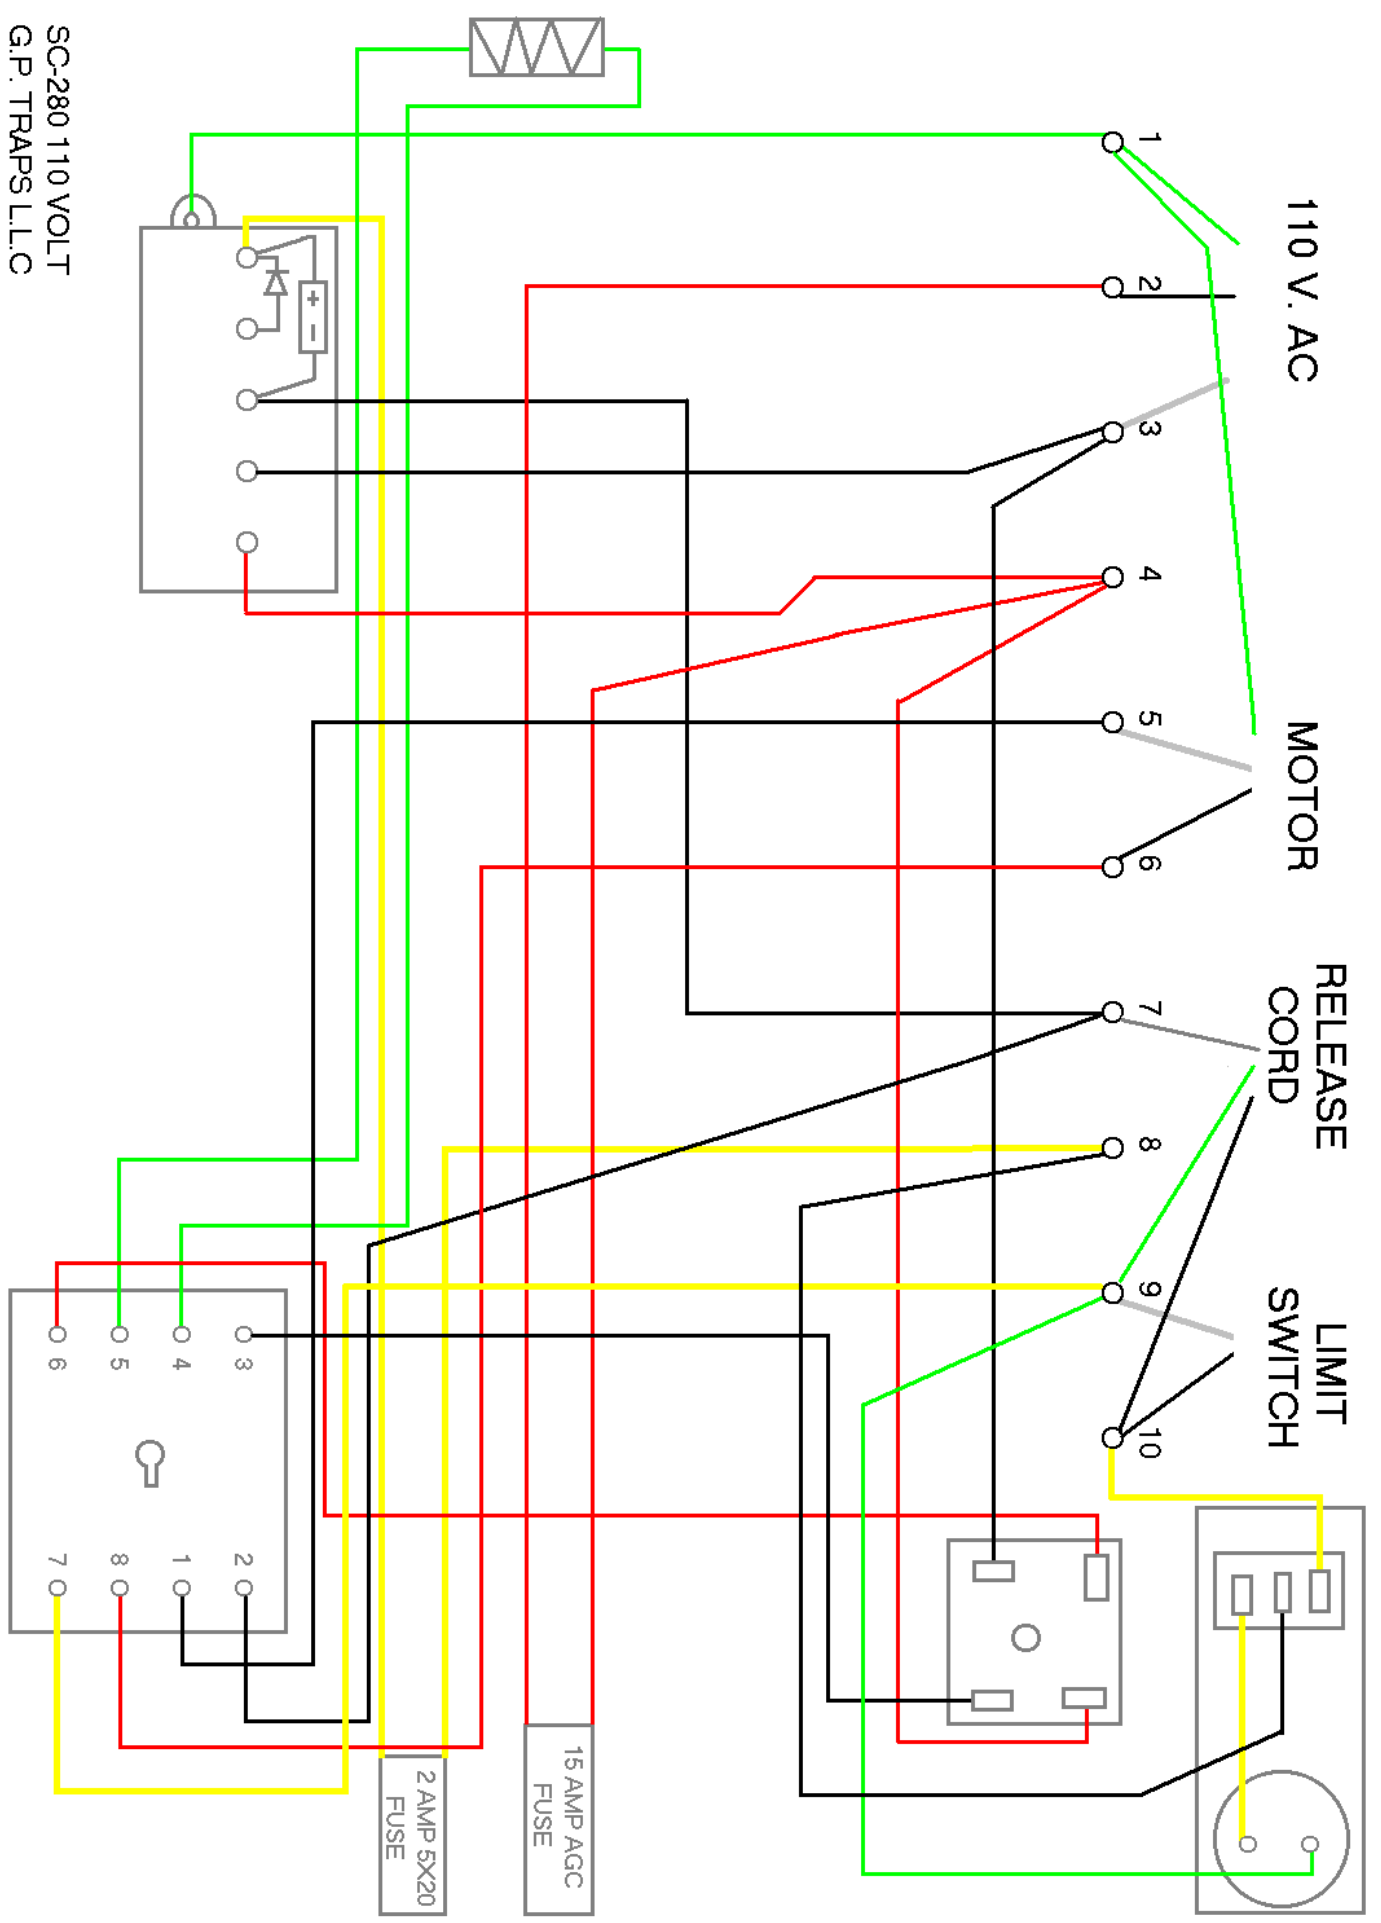 110 V. AC
MOTOR
RELEASE
CORD
LIMIT
SWITCH
1
2
3
4
5
6
7
8
9
10
+
−
6
5
4
3
7
8
1
2
15 AMP AGC
FUSE
2 AMP 5X20
FUSE
SC-280 110 VOLT
G.P. TRAPS L.L.C